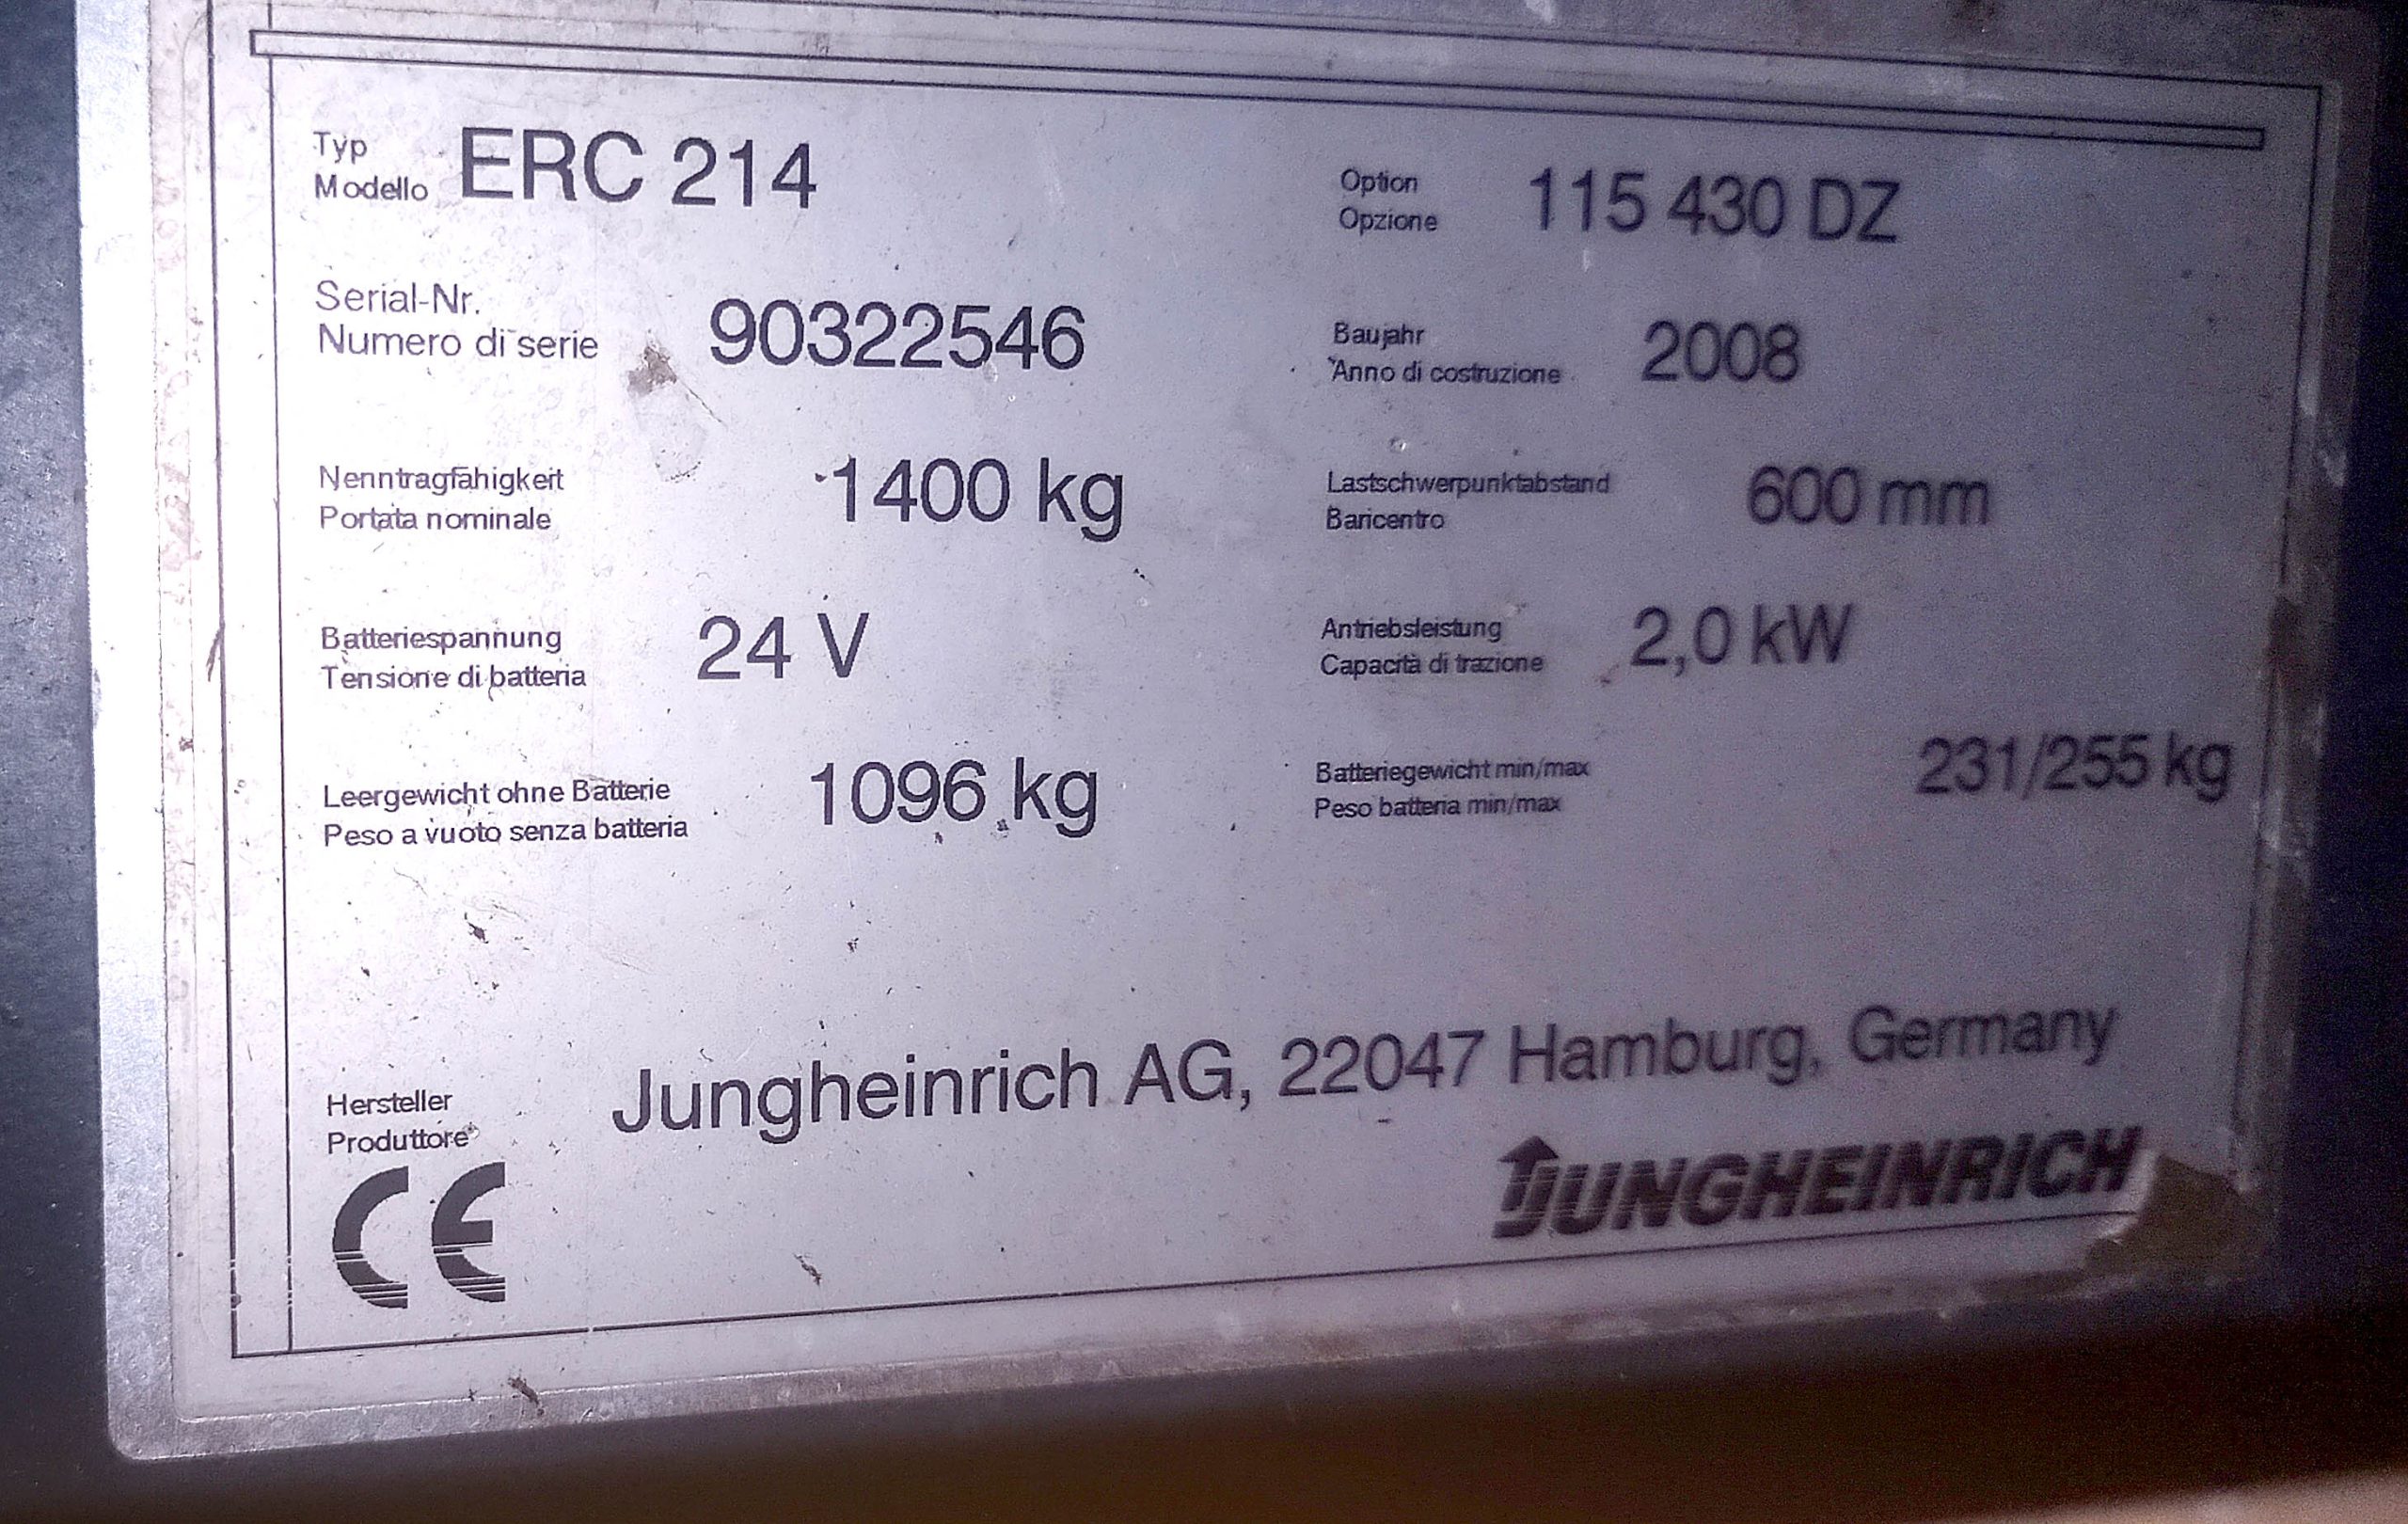 Typ
Modello ERC 214
Option
Opzione 115 430 DZ
Serial-Nr.
Numero di serie 90322546
Baujahr
Anno di costruzione 2008
Nenntragfähigkeit
Portata nominale 1400 kg
Lastschwerpunktabstand
Baricentro 600 mm
Batteriespannung
Tensione di batteria 24 V
Antriebsleistung
Capacità di trazione 2,0 kW
Leergewicht ohne Batterie
Peso a vuoto senza batteria 1096 kg
Batteriegewicht min/max
Peso batteria min/max 231/255 kg
Hersteller
Produttore Jungheinrich AG, 22047 Hamburg, Germany
CE
JUNGHEINRICH